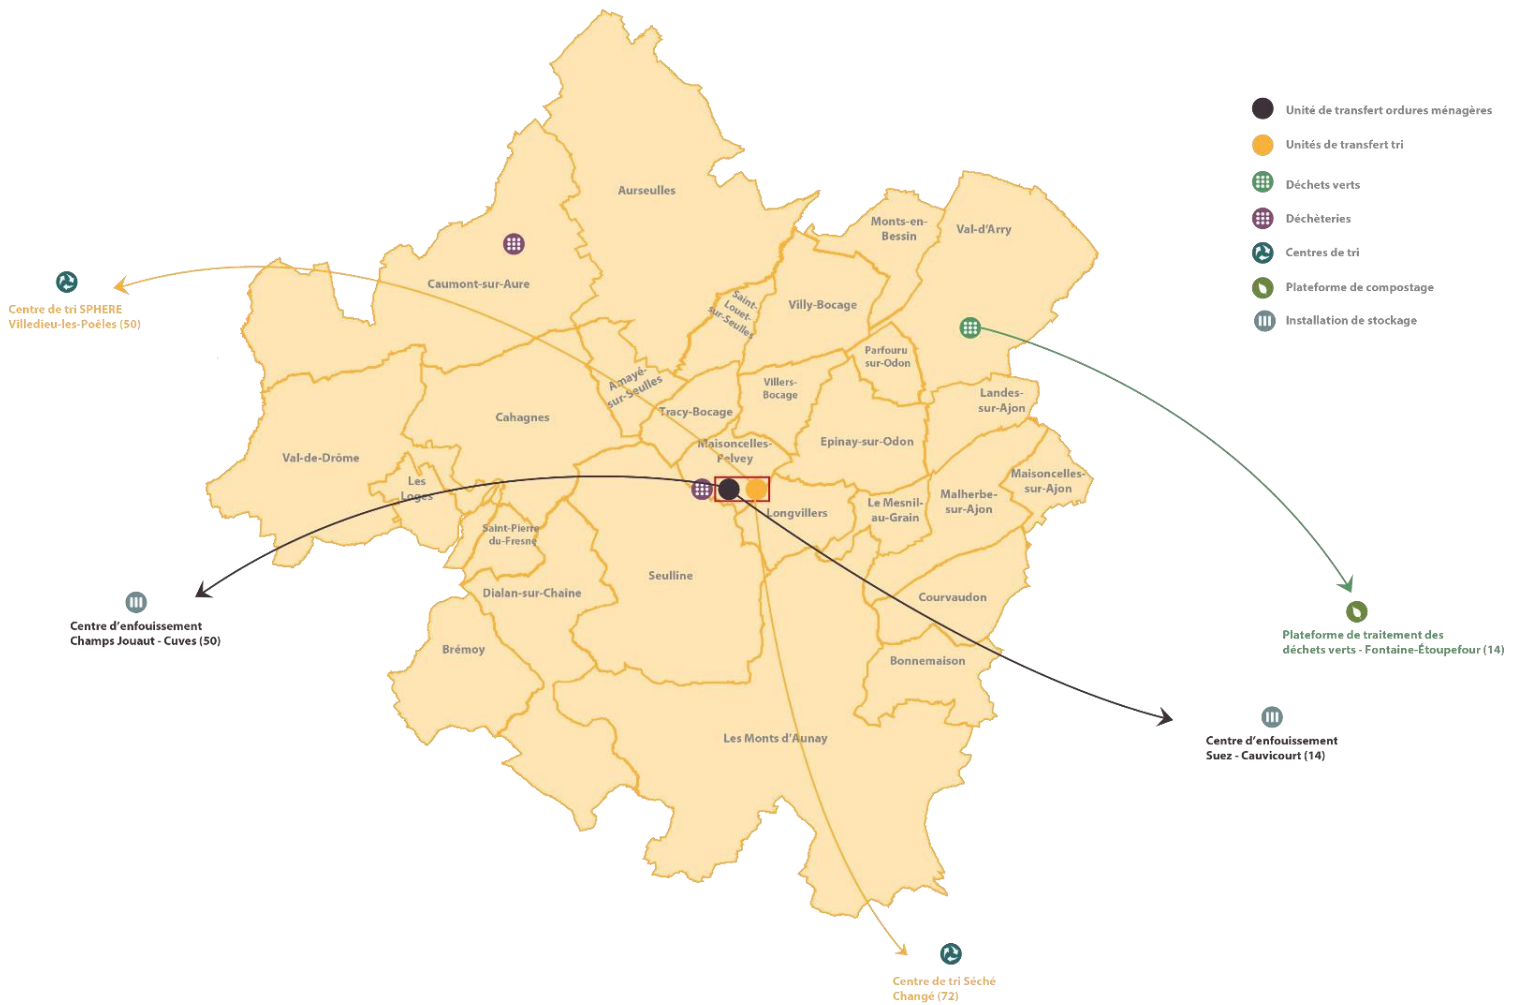 Unité de transfert ordures ménagères
Unités de transfert tri
Déchets verts
Déchèteries
Centres de tri
Plateforme de compostage
Installation de stockage
Aurseulles
Monts-en-
Bessin
Val-d'Arry
Caumont-sur-Aure
Centre de tri SPHERE
Villedieu-les-Poêles (50)
Saint-
Louet-
sur-Seulles
Villy-Bocage
Parfouru
sur-Odon
Amayé-
sur-Seulles
Villers-
Bocage
Landes-
sur-Ajon
Tracy-Bocage
Cahagnes
Epinay-sur-Odon
Maisoncelles-
Pelvey
Val-de-Drôme
Les
Loges
Maisoncelles-
sur-Ajon
Malherbe-
sur-Ajon
Le Mesnil-
au-Grain
Longvillers
Saint-Pierre
du-Fresne
Seulline
Dialan-sur-Chaine
Courvaudon
Centre d'enfouissement
Champs Jouaut - Cuves (50)
Plateforme de traitement des
déchets verts - Fontaine-Étoupefour (14)
Brémoy
Bonnemaison
Les Monts d'Aunay
Centre d'enfouissement
Suez - Cauvicourt (14)
Centre de tri Séché
Changé (72)